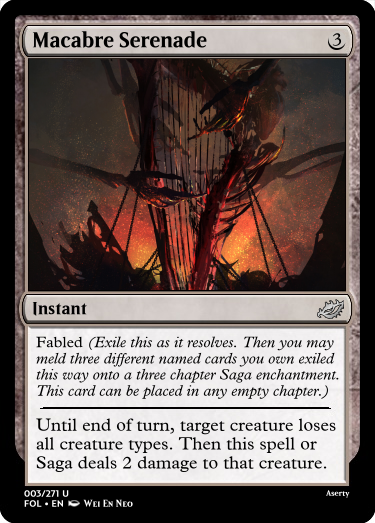 Macabre Serenade 3
Instant
Fabled (Exile this as it resolves. Then you may
meld three different named cards you own exiled
this way onto a three chapter Saga enchantment.
This card can be placed in any empty chapter.)
Until end of turn, target creature loses
all creature types. Then this spell or
Saga deals 2 damage to that creature.
003/271 U
FOL • EN Wei En Neo
Aserty